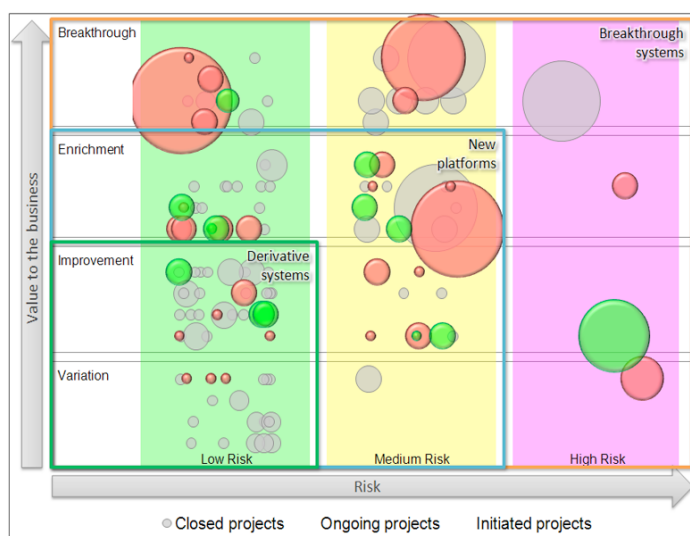 Breakthrough
Breakthrough
systems
Enrichment
New
platforms
Improvement
Derivative
systems
Variation
Low Risk
Medium Risk
High Risk
Value to the business
Risk
Closed projects
Ongoing projects
Initiated projects